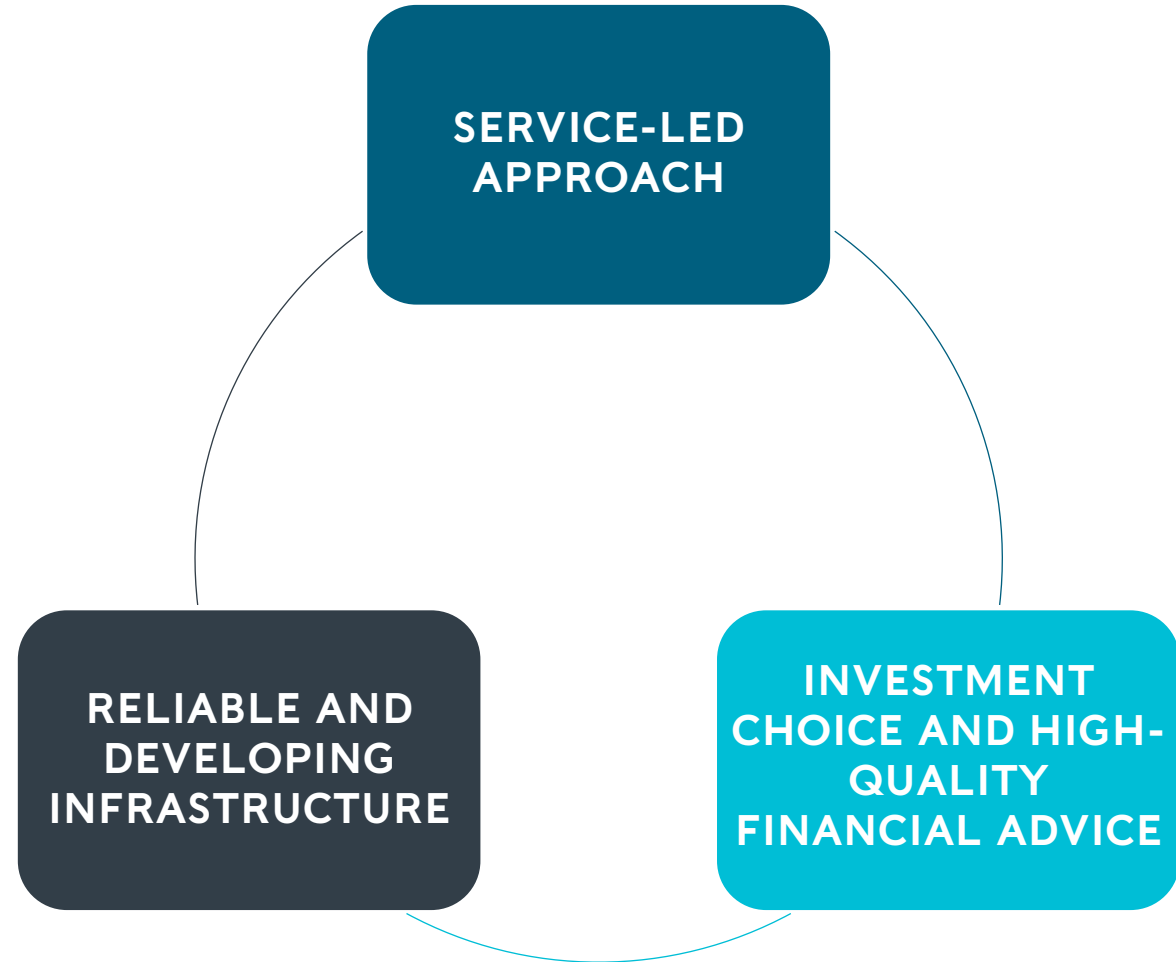 SERVICE-LED
APPROACH
RELIABLE AND
DEVELOPING
INFRASTRUCTURE
INVESTMENT
CHOICE AND HIGH-
QUALITY
FINANCIAL ADVICE